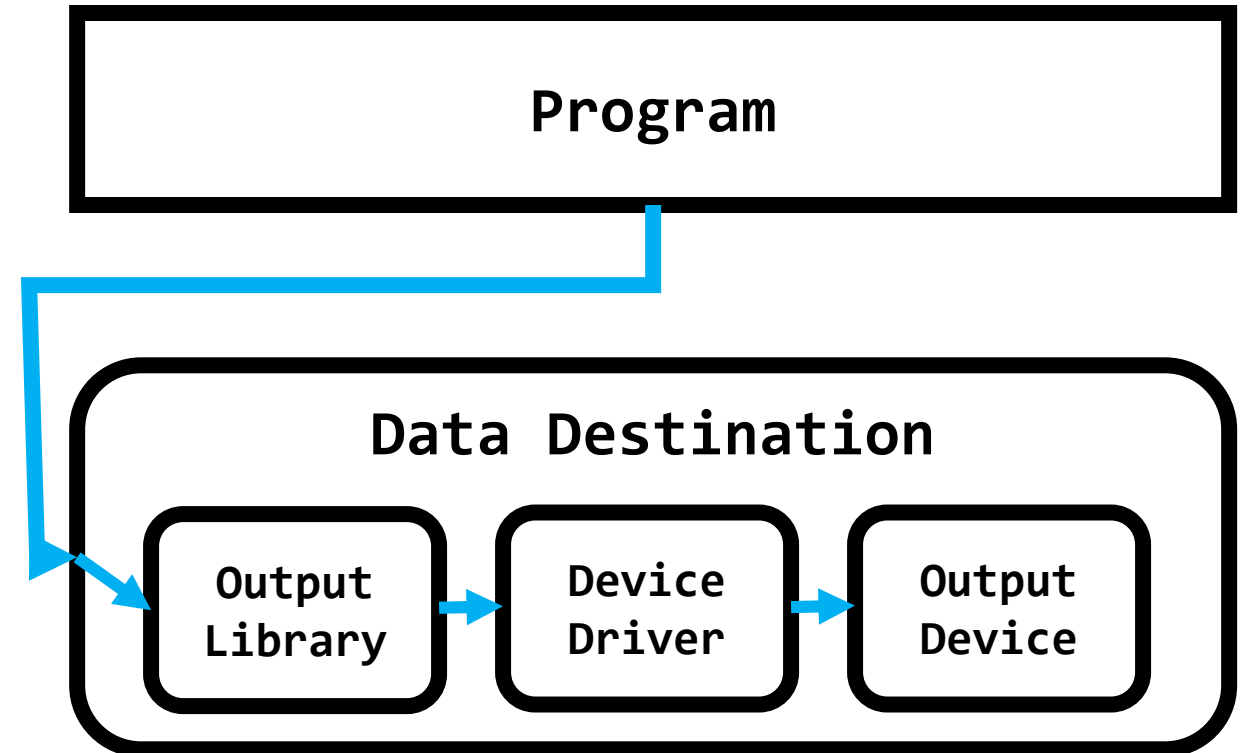 Program
Data Destination
Output
Library
Device
Driver
Output
Device